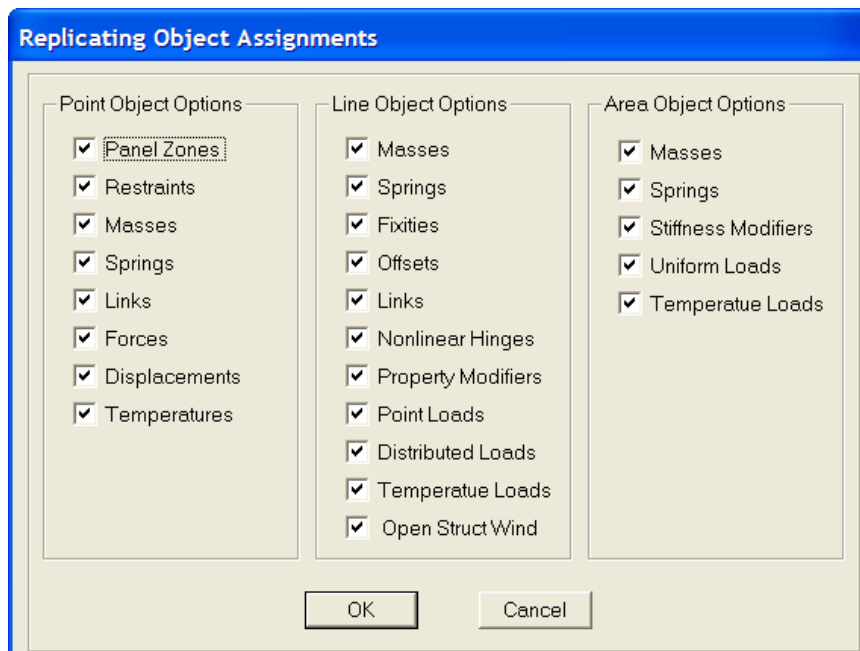 Replicating Object Assignments
Point Object Options
Panel Zones
Restraints
Masses
Springs
Links
Forces
Displacements
Temperatures
Line Object Options
Masses
Springs
Fixities
Offsets
Links
Nonlinear Hinges
Property Modifiers
Point Loads
Distributed Loads
Temperatue Loads
Open Struct Wind
Area Object Options
Masses
Springs
Stiffness Modifiers
Uniform Loads
Temperatue Loads
OK
Cancel